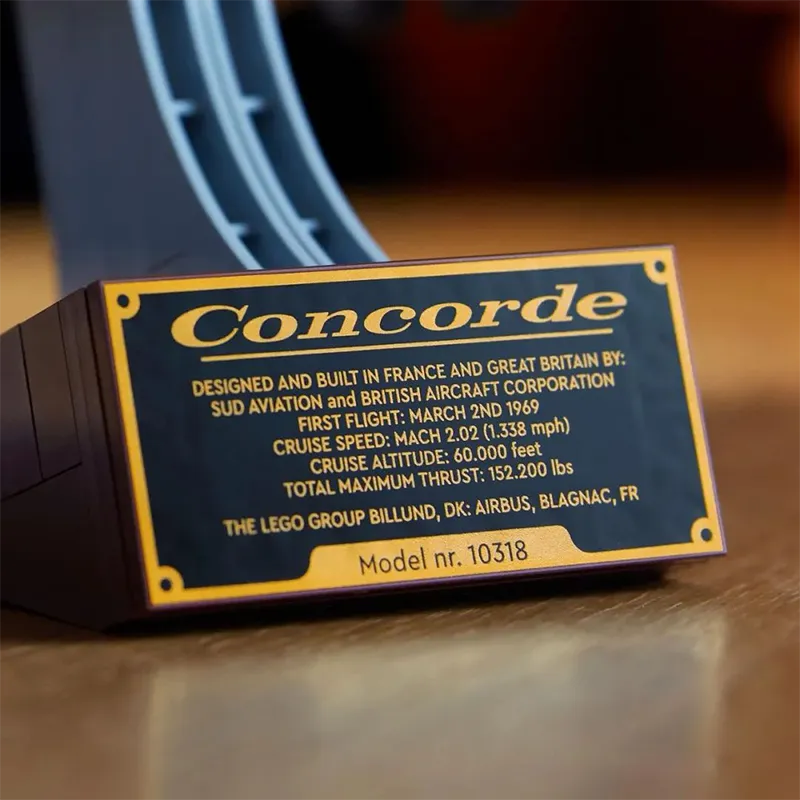 Concorde
DESIGNED AND BUILT IN FRANCE AND GREAT BRITAIN BY:
SUD AVIATION and BRITISH AIRCRAFT CORPORATION
FIRST FLIGHT: MARCH 2ND 1969
CRUISE SPEED: MACH 2.02 (1.338 mph)
CRUISE ALTITUDE: 60.000 feet
TOTAL MAXIMUM THRUST: 152.200 lbs
THE LEGO GROUP BILLUND, DK: AIRBUS, BLAGNAC, FR
Model nr. 10318